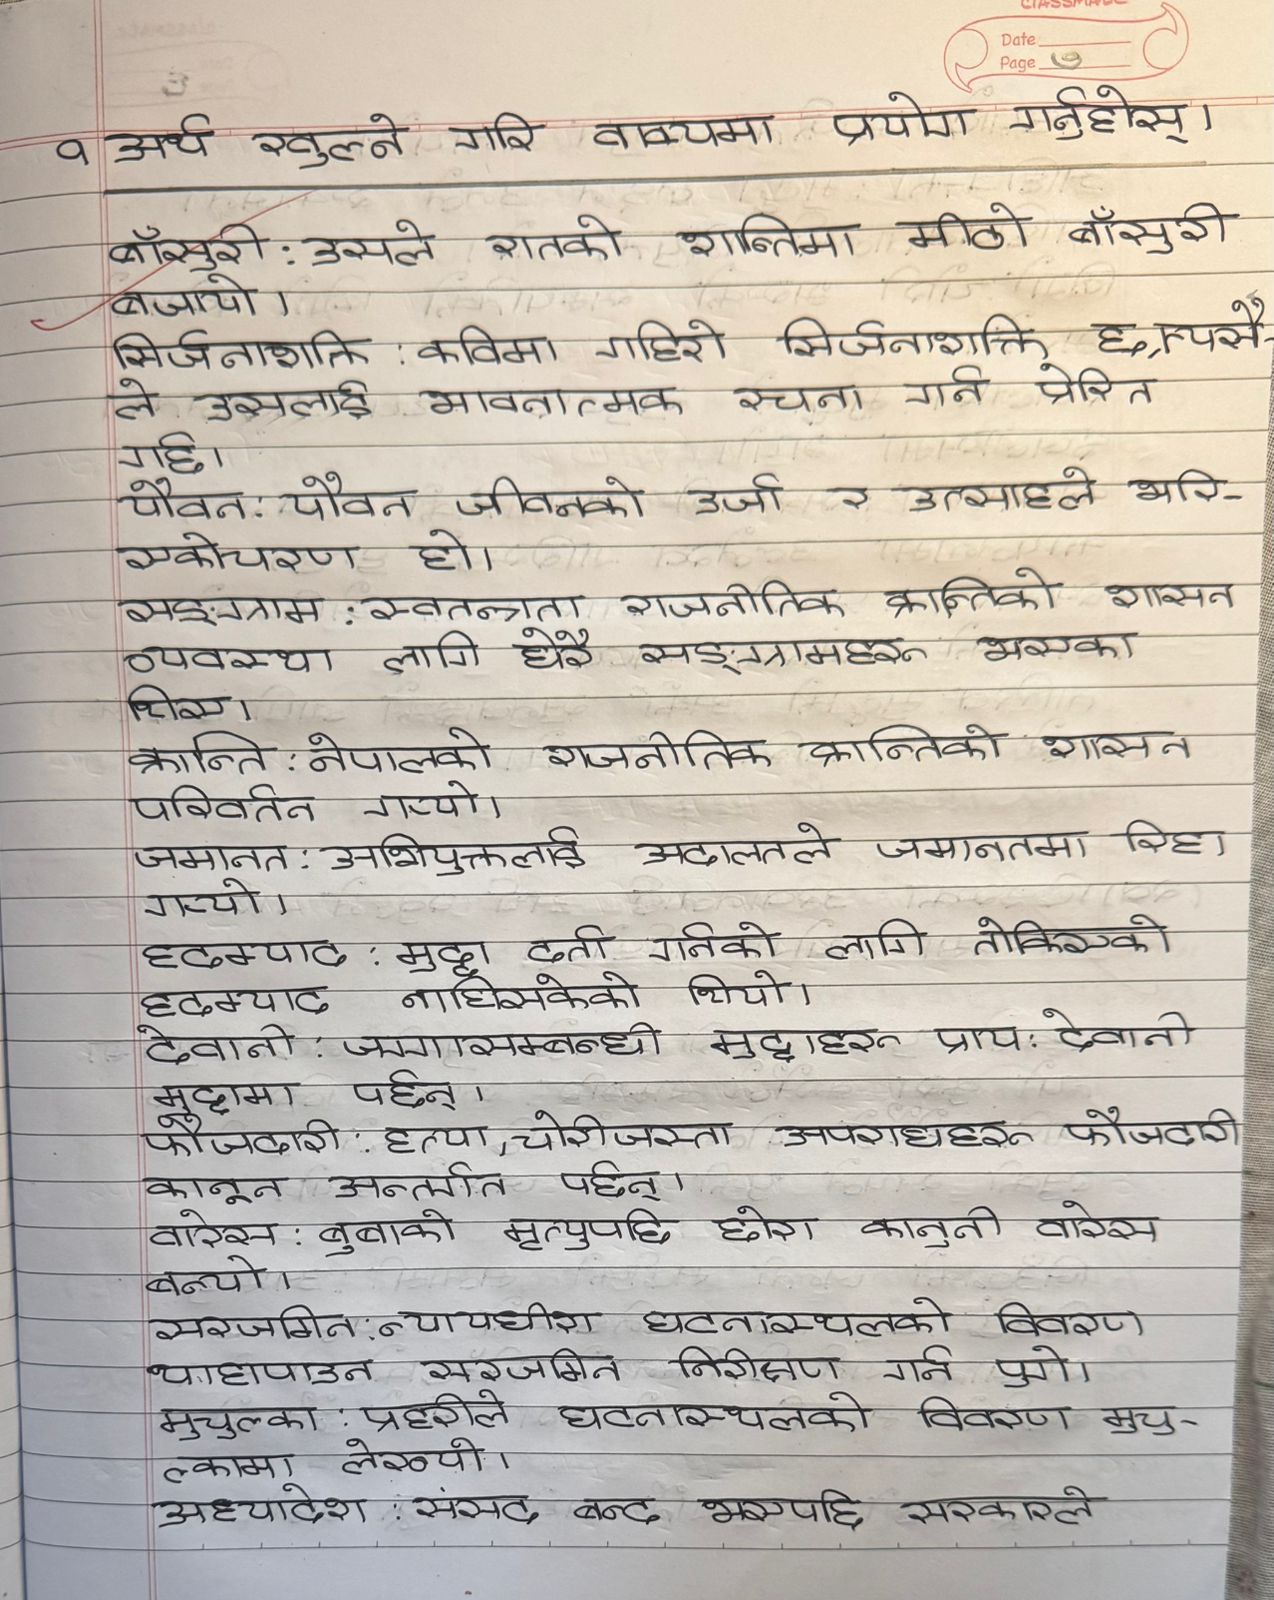 classmate
Date
Page ७
१ अर्थ खुल्ने गरि वाक्यमा प्रयोग गर्नुहोस्।
बाँसुरी : उसले रातको शान्तिमा मीठो बाँसुरी
बजायो।
सिर्जनाशक्ति : कविमा गहिरो सिर्जनाशक्ति छ, त्यसै-
ले उसलाई भावनात्मक रचना गर्न प्रेरित
गर्छ।
यौवन : यौवन जीवनको उर्जा र उत्साहले भरि-
एकोचरण हो।
सङ्ग्राम : स्वतन्त्रता राजनीतिक क्रान्तिको शासन
व्यवस्था लागि धेरै सङ्ग्रामहरू भएका
थिए।
क्रान्ति : नेपालको राजनीतिक क्रान्तिको शासन
परिवर्तन गर्यो।
जमानत : अभियुक्तलाई अदालतले जमानतमा रिहा
गर्यो।
हदम्याद : मुद्दा दर्ता गर्नको लागि तोकिएको
हदम्याद नाघिसकेको थियो।
देवानी : जग्गासम्बन्धी मुद्दाहरू प्राय: देवानी
मुद्दामा पर्छन्।
फौजदारी : हत्या, चोरीजस्ता अपराधहरू फौजदारी
कानून अन्तर्गत पर्छन्।
वारेस : बुबाको मृत्युपछि छोरा कानुनी वारेस
बन्यो।
सरजमिन : न्यायधीश घटनास्थलको विवरण
थाहापाउन सरजमिन निरीक्षण गर्न पुगे।
मुचुल्का : प्रहरीले घटनास्थलको विवरण मुचु-
ल्कामा लेख्यो।
अध्यादेश : संसद बन्द भएपछि सरकारले